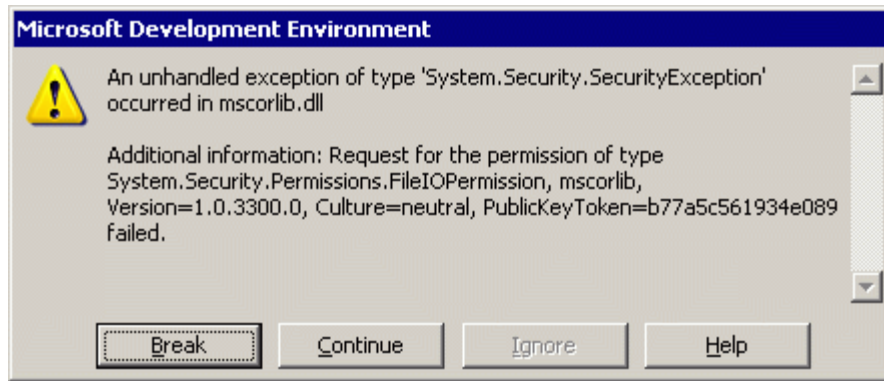 Microsoft Development Environment
An unhandled exception of type 'System.Security.SecurityException'
occurred in mscorlib.dll
Additional information: Request for the permission of type
System.Security.Permissions.FileIOPermission, mscorlib,
Version=1.0.3300.0, Culture=neutral, PublicKeyToken=b77a5c561934e089
failed.
Break Continue Ignore Help